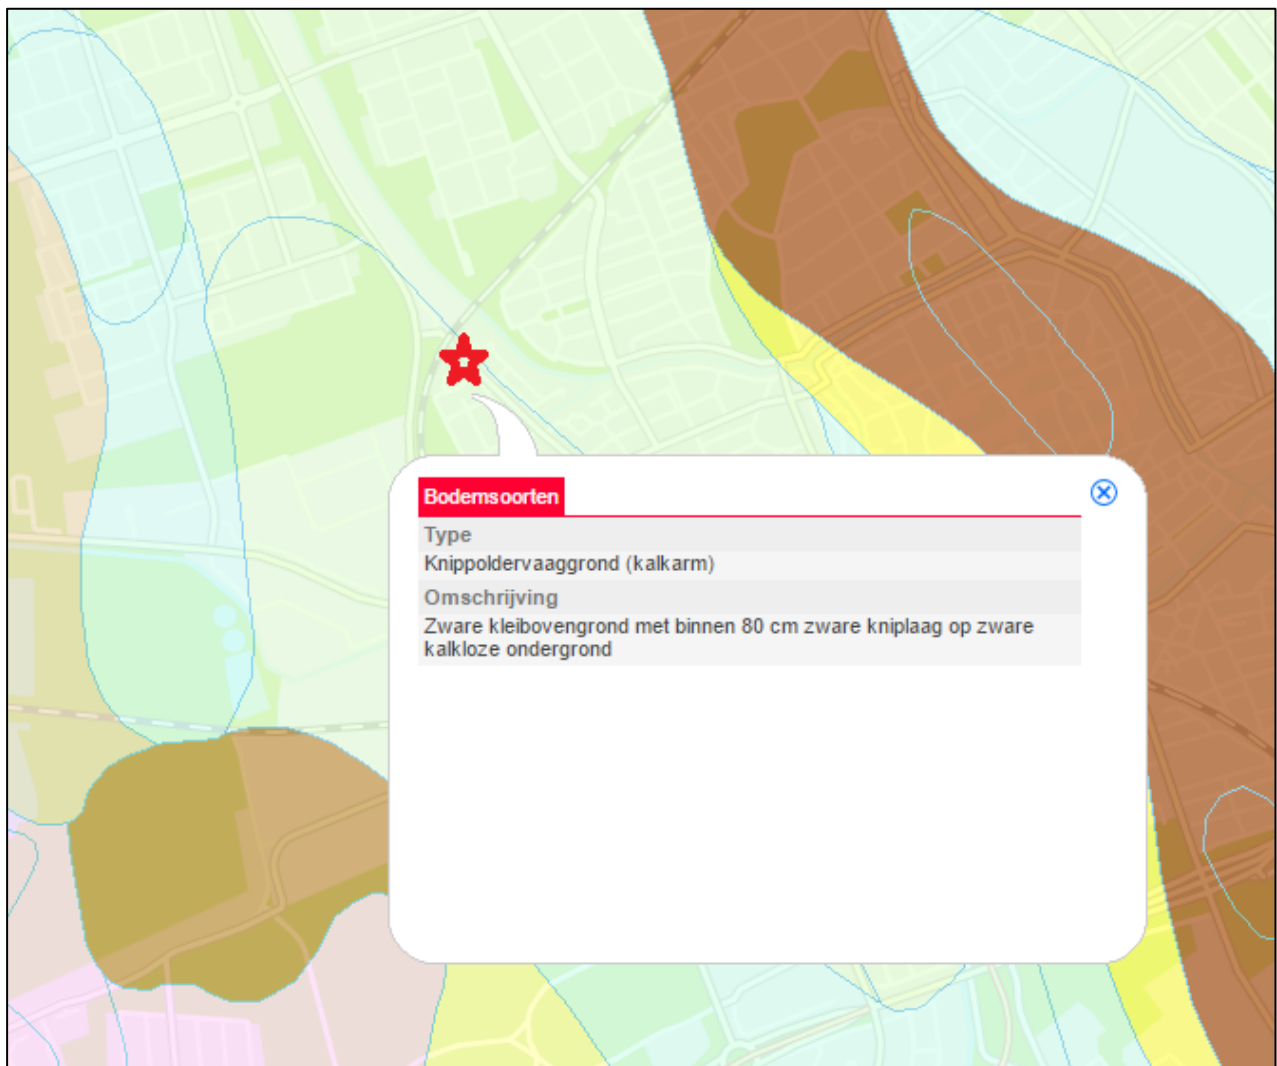 Bodemsoorten
Type
Knippoldervaaggrond (kalkarm)
Omschrijving
Zware kleibovengrond met binnen 80 cm zware kniplaag op zware
kalkloze ondergrond